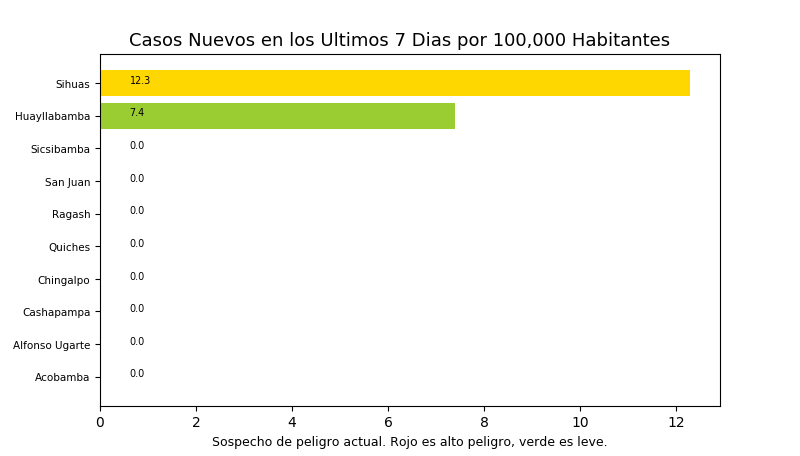 Casos Nuevos en los Ultimos 7 Dias por 100,000 Habitantes
Sihuas 12.3
Huayllabamba 7.4
Sicsibamba 0.0
San Juan 0.0
Ragash 0.0
Quiches 0.0
Chingalpo 0.0
Cashapampa 0.0
Alfonso Ugarte 0.0
Acobamba 0.0
0 2 4 6 8 10 12
Sospecho de peligro actual. Rojo es alto peligro, verde es leve.